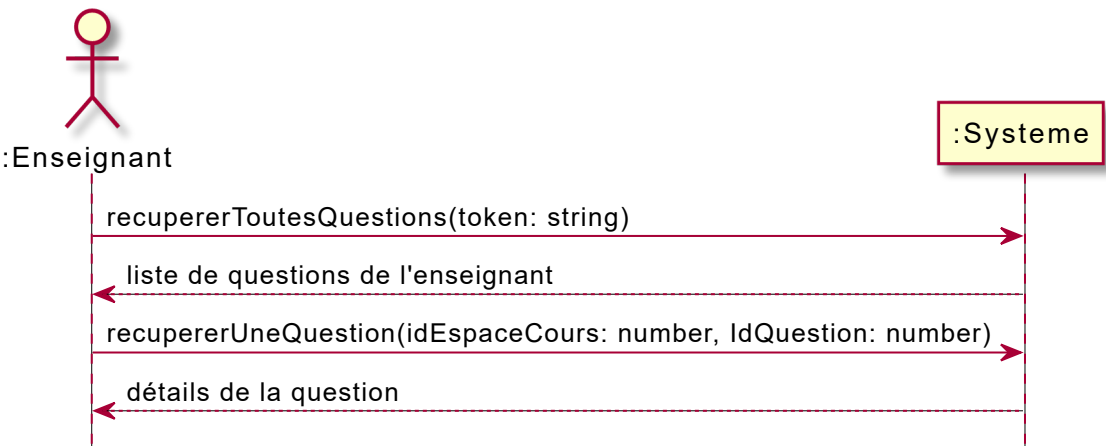 :Enseignant
:Systeme
recupererToutesQuestions(token: string)
liste de questions de l'enseignant
recupererUneQuestion(idEspaceCours: number, IdQuestion: number)
détails de la question